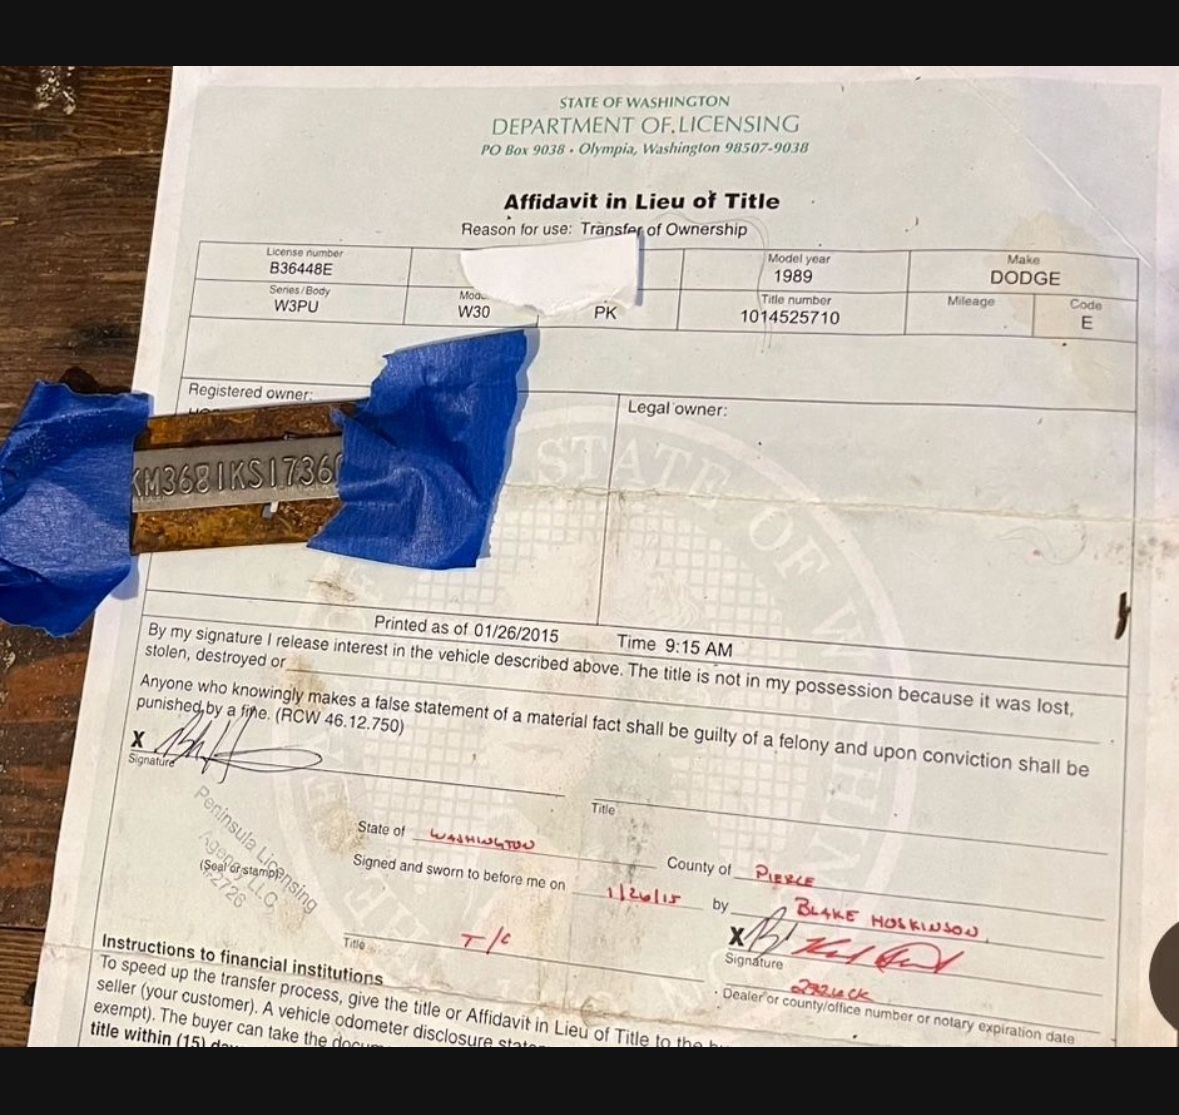 STATE OF WASHINGTON
DEPARTMENT OF LICENSING
PO Box 9038 • Olympia, Washington 98507-9038
Affidavit in Lieu of Title
Reason for use: Transfer of Ownership
License number
B36448E
Model year
1989
Make
DODGE
Series/Body
W3PU
W30
PK
Title number
1014525710
Mileage
Code
E
Registered owner:
Legal owner:
M3681KS1736
STATE OF WASHINGTON
Printed as of 01/26/2015 Time 9:15 AM
By my signature I release interest in the vehicle described above. The title is not in my possession because it was lost,
stolen, destroyed or
Anyone who knowingly makes a false statement of a material fact shall be guilty of a felony and upon conviction shall be
punished by a fine. (RCW 46.12.750)
X
Signature
Title
Peninsula Licensing
Agency LLC
(Seal or stamp)
2726
State of WASHINGTON
County of PIERCE
Signed and sworn to before me on 1/26/15 by BLAKE HOSKINSON
Title T/C
X
Signature
Dealer or county/office number or notary expiration date
Instructions to financial institutions
To speed up the transfer process, give the title or Affidavit in Lieu of Title to the
seller (your customer). A vehicle odometer disclosure
exempt). The buyer can take the
title within (15)